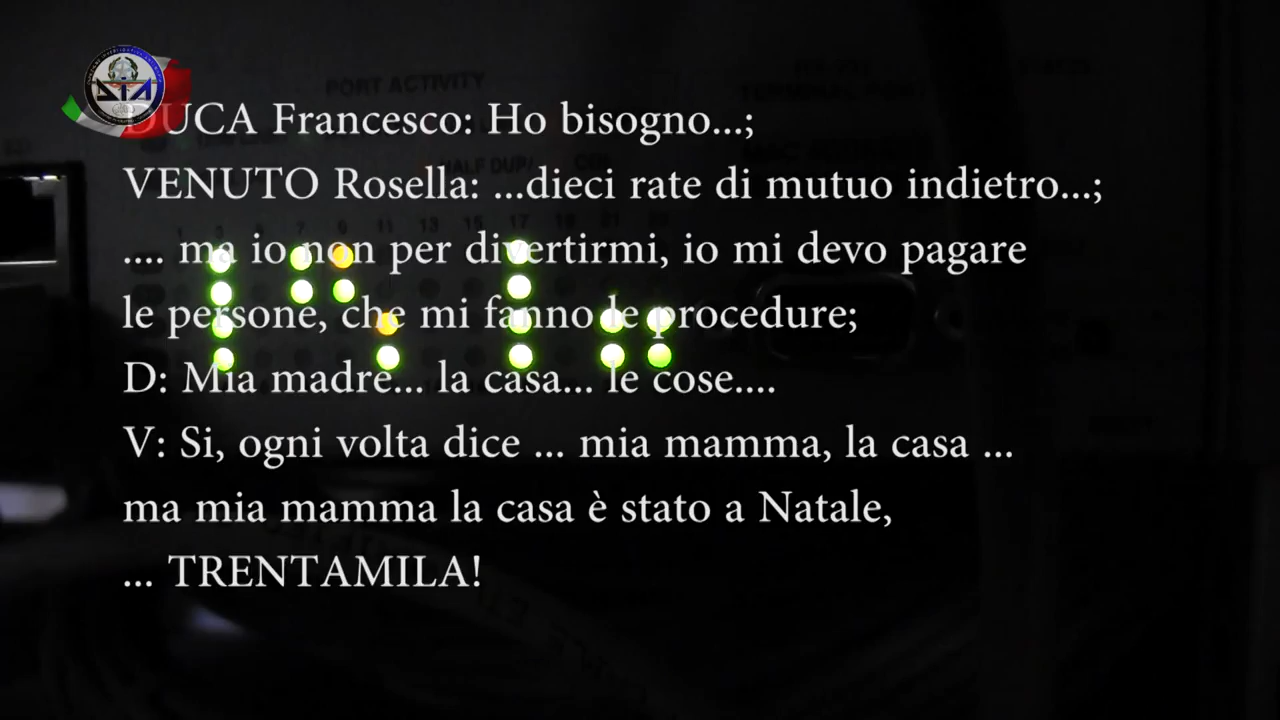 DIA
PORT ACTIVITY
DUCA Francesco: Ho bisogno...;
VENUTO Rosella: ...dieci rate di mutuo indietro...;
.... ma io non per divertirmi, io mi devo pagare
le persone, che mi fanno le procedure;
D: Mia madre... la casa... le cose....
V: Si, ogni volta dice ... mia mamma, la casa ...
ma mia mamma la casa è stato a Natale,
... TRENTAMILA!